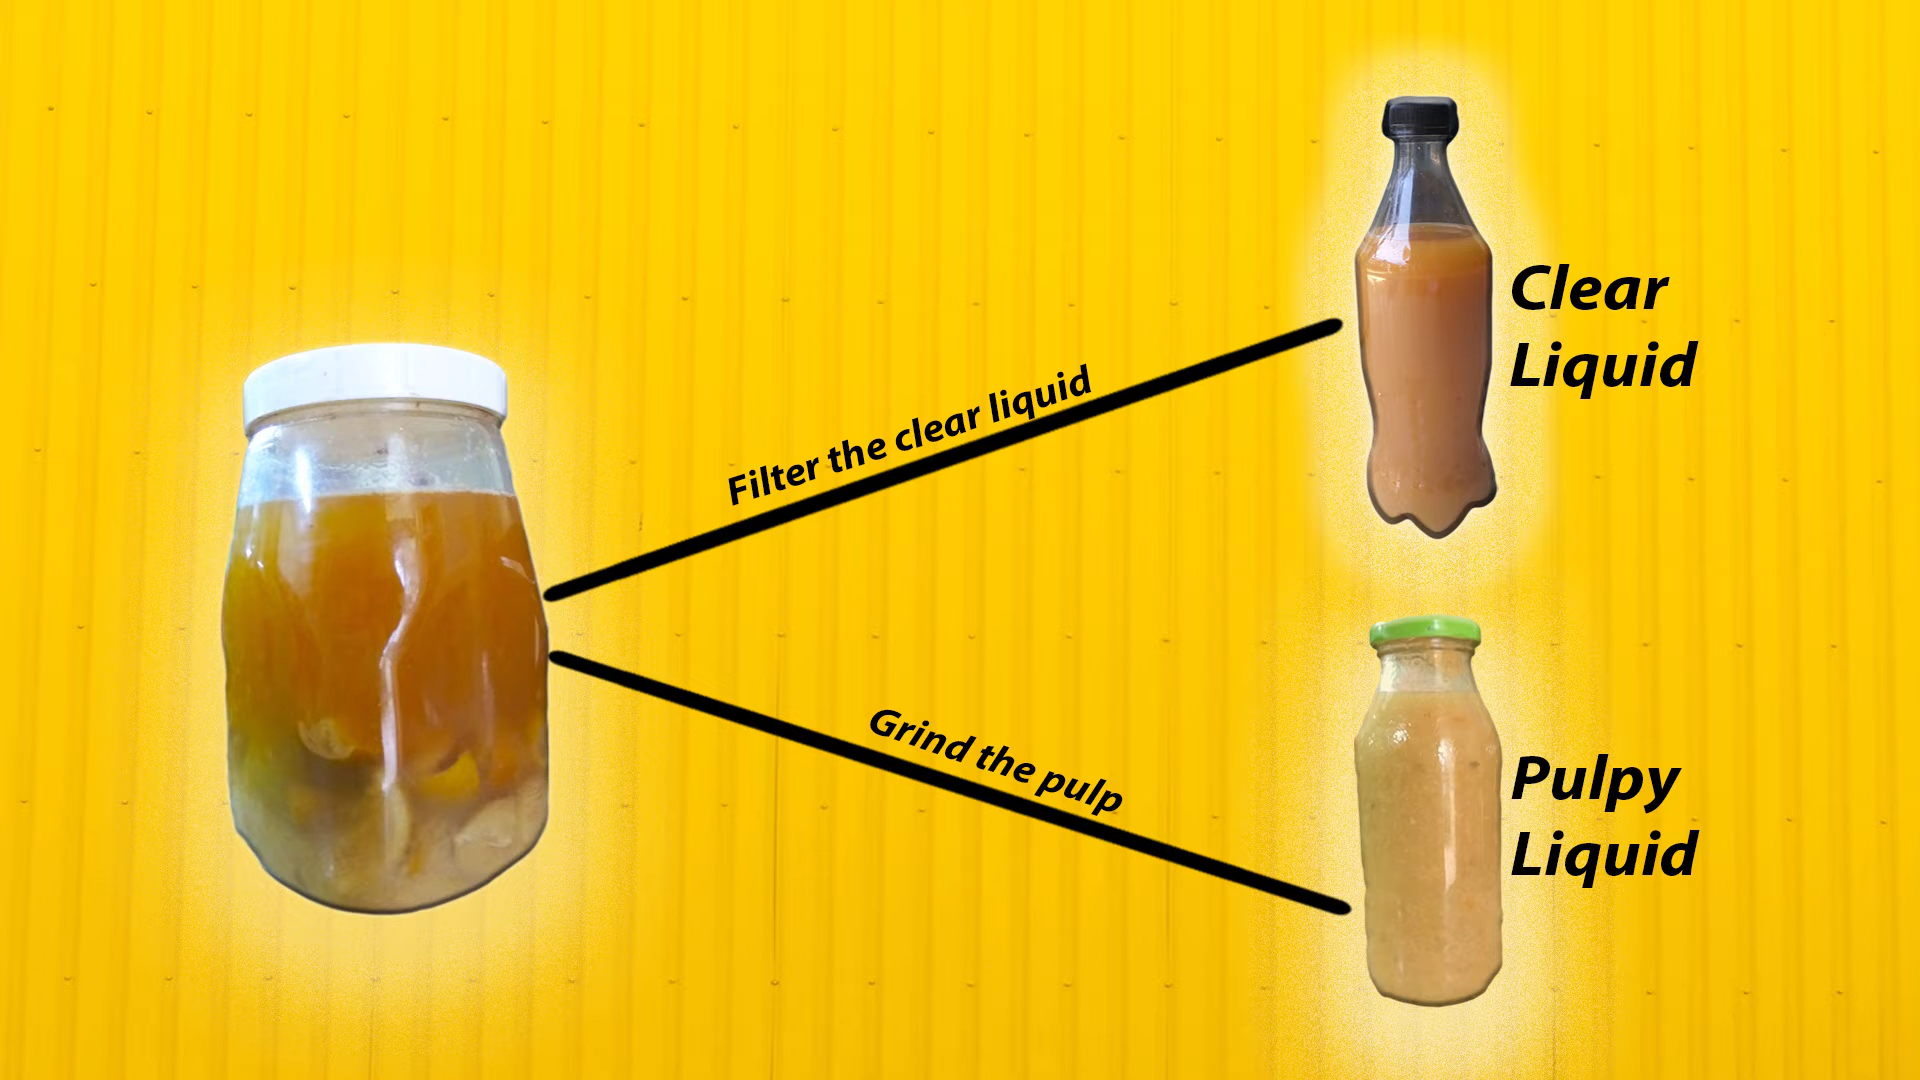 Filter the clear liquid
Clear
Liquid
Grind the pulp
Pulpy
Liquid